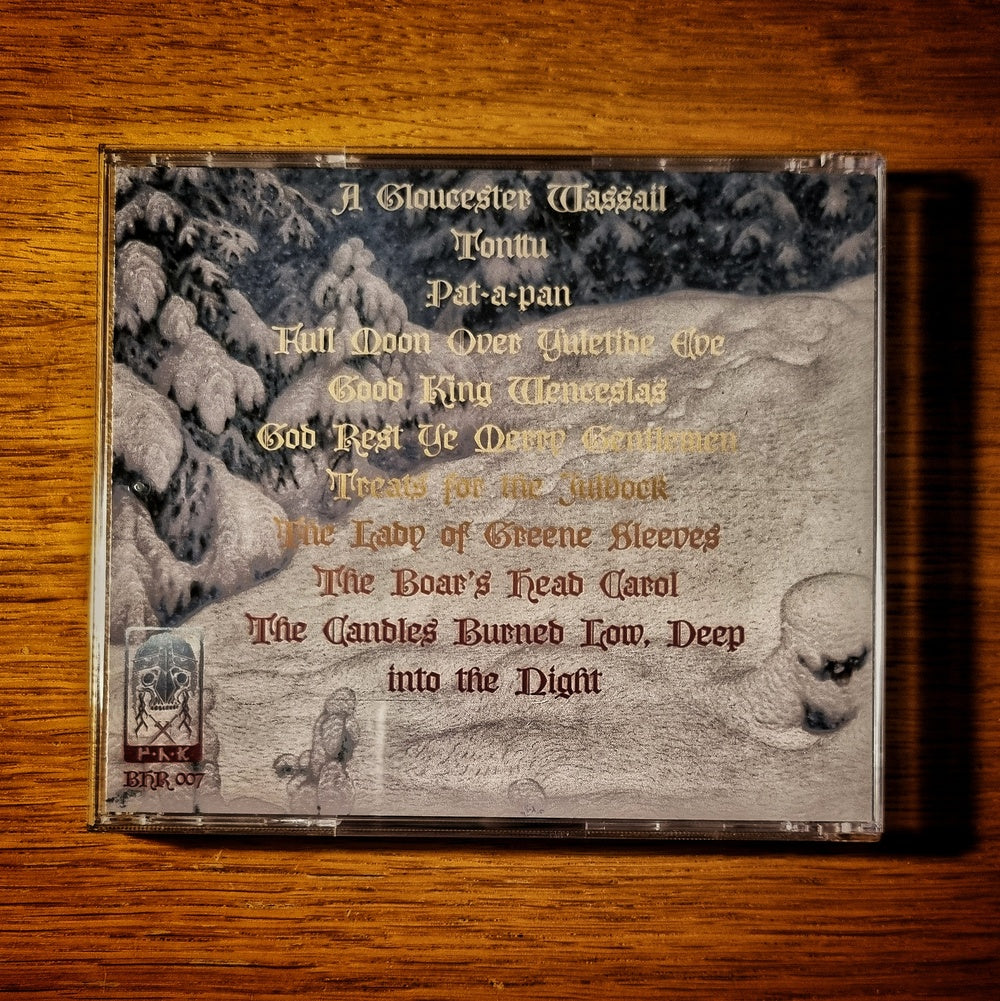 A Gloucester Wassail
Tonttu
Pat-a-pan
Full Moon Over Yuletide Eve
Good King Wenceslas
God Rest Ye Merry Gentlemen
Treats for the Julbock
The Lady of Greene Sleeves
The Boar's Head Carol
The Candles Burned Low, Deep
into the Night
BHR 007